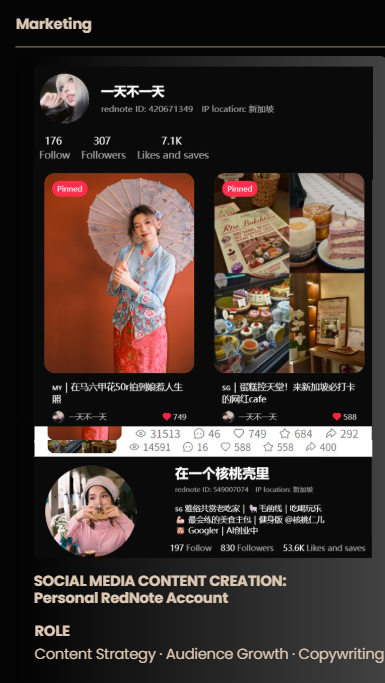 Marketing
一天不一天
rednote ID: 420671349 IP location: 新加坡
176 307 7.1K
Follow Followers Likes and saves
Pinned Pinned
MY | 在马六甲花50r拍到娘惹人生照
SG | 蛋糕控天堂！来新加坡必打卡的网红cafe
一天不一天 749 一天不一天 588
31513 46 749 684 292
14591 16 588 558 400
在一个核桃壳里
rednote ID: 549007074 IP location: 新加坡
SG 雅俗共赏老吃家 | 🐏 毛前线 | 吃喝玩乐
💪🏻 最会练的美食主包 | 健身版 @核桃仁儿
Googler | AI创业中
197 Follow 830 Followers 53.6K Likes and saves
SOCIAL MEDIA CONTENT CREATION:
Personal RedNote Account
ROLE
Content Strategy · Audience Growth · Copywriting